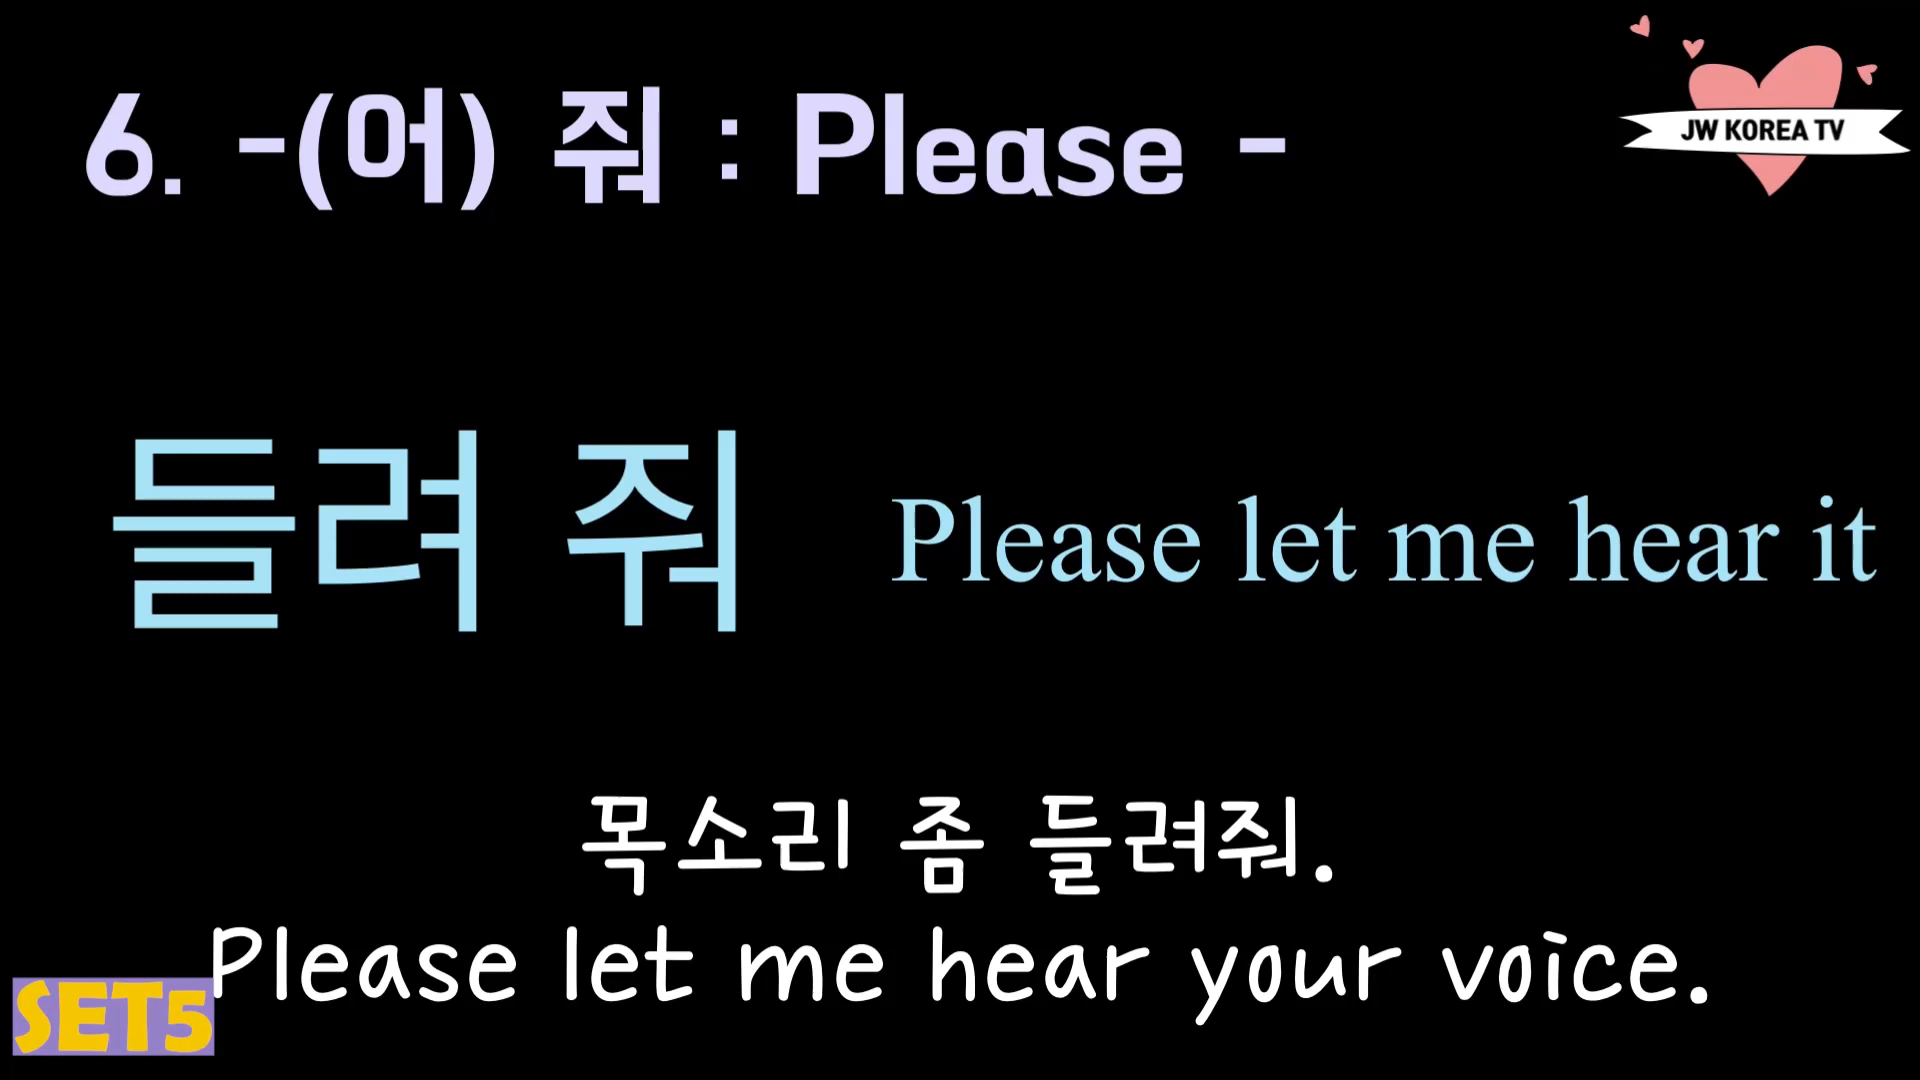 6. -(어) 줘 : Please -
JW KOREA TV
들려 줘 Please let me hear it
목소리 좀 들려줘.
Please let me hear your voice.
SET5